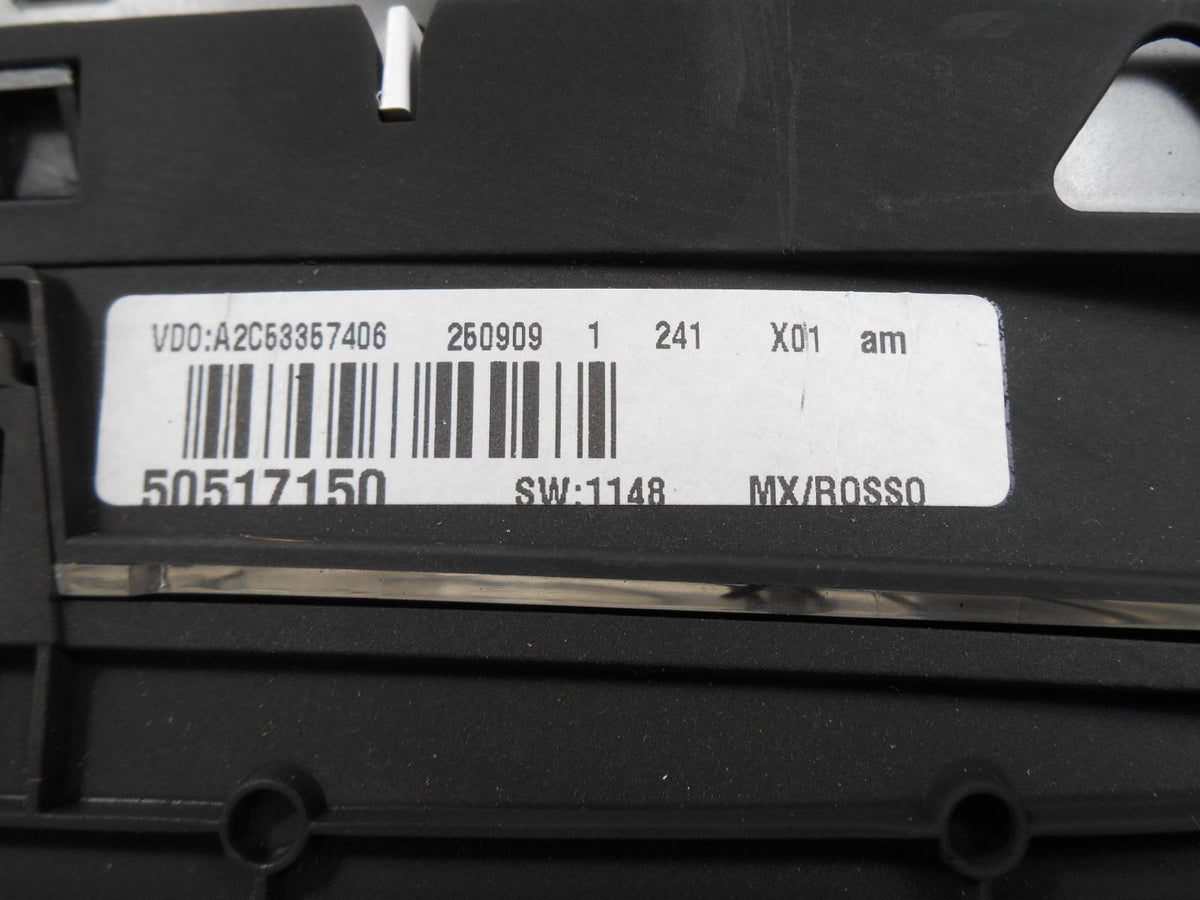 VDO:A2C53357406 250909 1 241 X01 am
50517150 SW:1148 MX/ROSSO